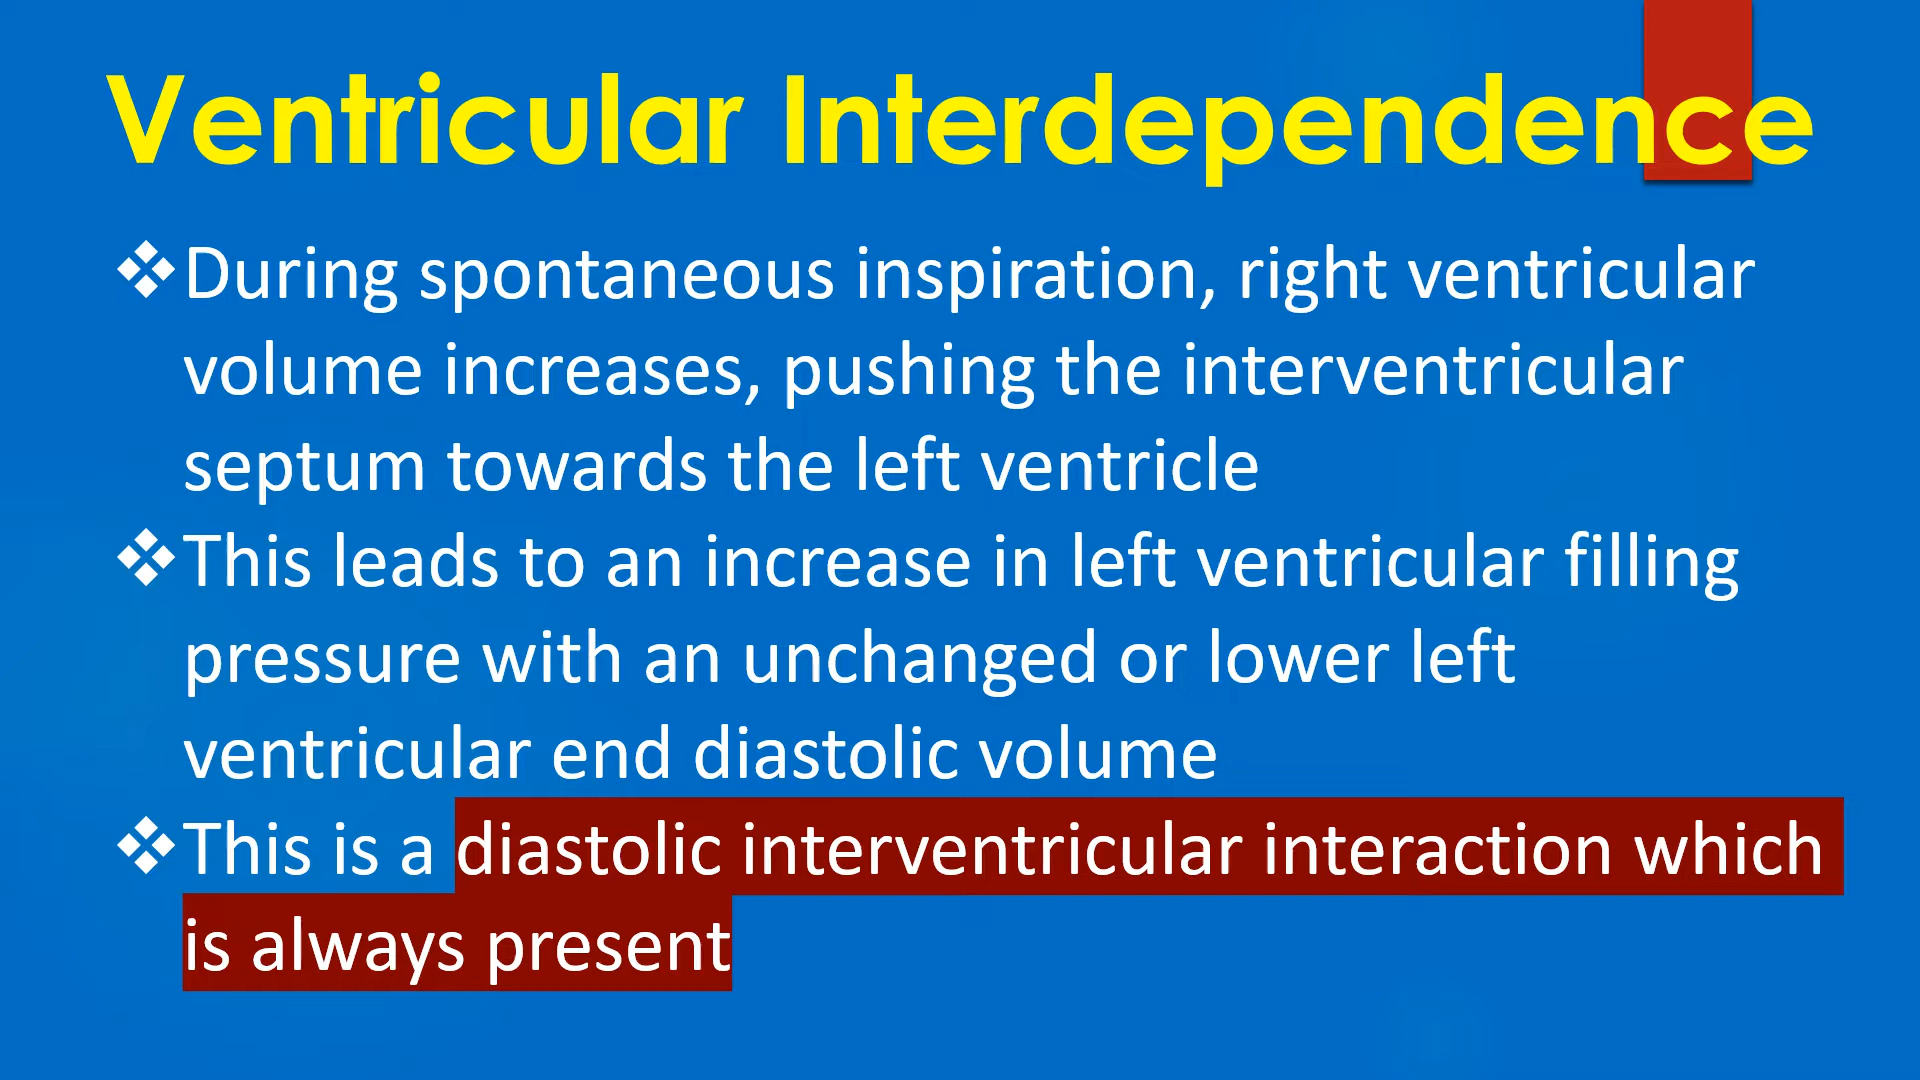 Ventricular Interdependence
❖During spontaneous inspiration, right ventricular
volume increases, pushing the interventricular
septum towards the left ventricle
❖This leads to an increase in left ventricular filling
pressure with an unchanged or lower left
ventricular end diastolic volume
❖This is a diastolic interventricular interaction which
is always present